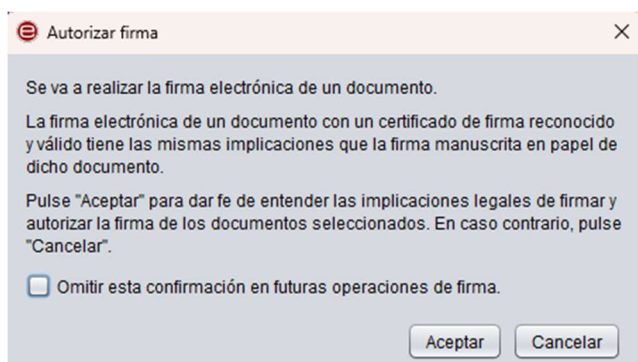 Autorizar firma
Se va a realizar la firma electrónica de un documento.
La firma electrónica de un documento con un certificado de firma reconocido
y válido tiene las mismas implicaciones que la firma manuscrita en papel de
dicho documento.
Pulse "Aceptar" para dar fe de entender las implicaciones legales de firmar y
autorizar la firma de los documentos seleccionados. En caso contrario, pulse
"Cancelar".
Omitir esta confirmación en futuras operaciones de firma.
Aceptar Cancelar